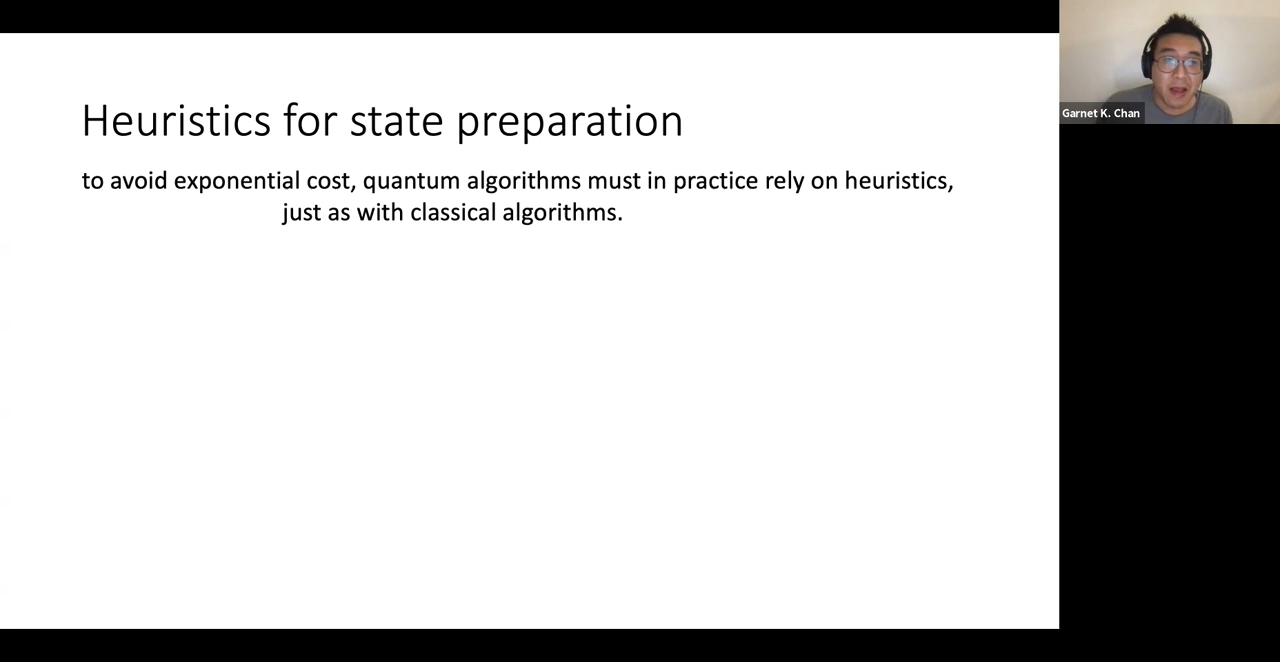 Heuristics for state preparation
to avoid exponential cost, quantum algorithms must in practice rely on heuristics,
just as with classical algorithms.
Garnet K. Chan